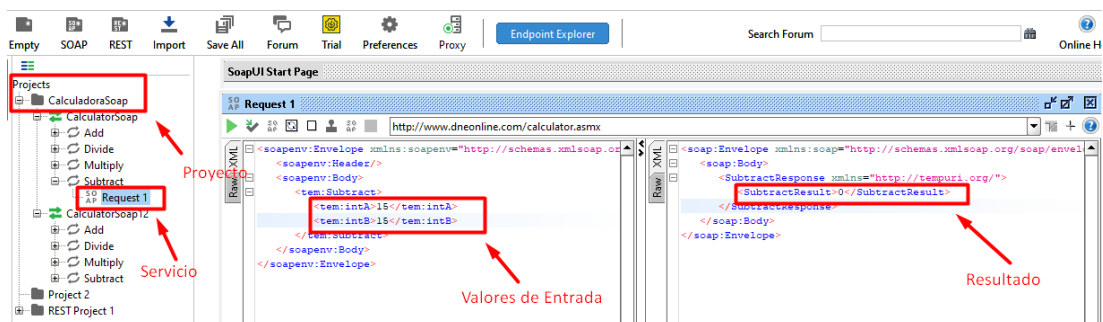 Empty SOAP REST Import Save All Forum Trial Preferences Proxy Endpoint Explorer Search Forum Online H
Projects
CalculadoraSoap
CalculatorSoap
Add
Divide
Multiply
Subtract
SO AP Request 1
CalculatorSoap12
Add
Divide
Multiply
Subtract
Project 2
REST Project 1
Proyecto
Servicio
SoapUI Start Page
SO AP Request 1
http://www.dneonline.com/calculator.asmx
XML
Raw
<soapenv:Envelope xmlns:soapenv="http://schemas.xmlsoap.or
<soapenv:Header/>
<soapenv:Body>
<tem:Subtract>
<tem:intA>15</tem:intA>
<tem:intB>15</tem:intB>
</tem:Subtract>
</soapenv:Body>
</soapenv:Envelope>
Valores de Entrada
XML
Raw
<soap:Envelope xmlns:soap="http://schemas.xmlsoap.org/soap/envel
<soap:Body>
<SubtractResponse xmlns="http://tempuri.org/">
<SubtractResult>0</SubtractResult>
</SubtractResponse>
</soap:Body>
</soap:Envelope>
Resultado